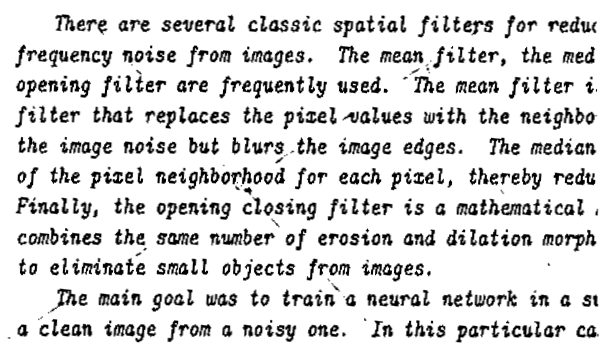 There are several classic spatial filters for reduc
frequency noise from images. The mean filter, the med
opening filter are frequently used. The mean filter i
filter that replaces the pixel values with the neighbo
the image noise but blurs the image edges. The median
of the pixel neighborhood for each pixel, thereby redu
Finally, the opening closing filter is a mathematical
combines the same number of erosion and dilation morph
to eliminate small objects from images.
The main goal was to train a neural network in a su
a clean image from a noisy one. In this particular ca